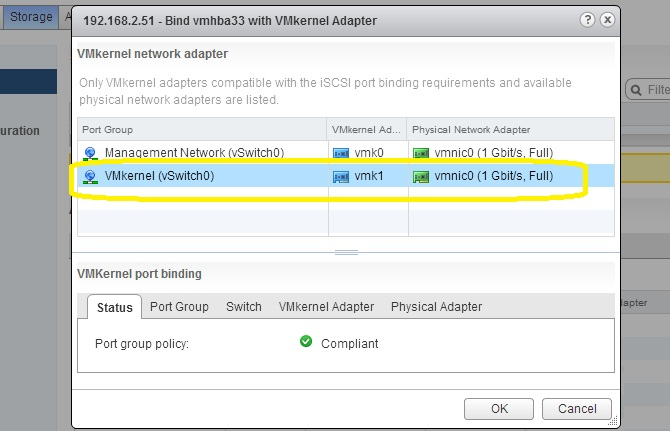 Storage
192.168.2.51 - Bind vmhba33 with VMkernel Adapter
VMkernel network adapter
Only VMkernel adapters compatible with the iSCSI port binding requirements and available
physical network adapters are listed.
Filte
Port Group VMkernel Ad... Physical Network Adapter
uration
Management Network (vSwitch0) vmk0 vmnic0 (1 Gbit/s, Full)
VMkernel (vSwitch0) vmk1 vmnic0 (1 Gbit/s, Full)
VMKernel port binding
Status Port Group Switch VMkernel Adapter Physical Adapter
Port group policy: Compliant
OK Cancel